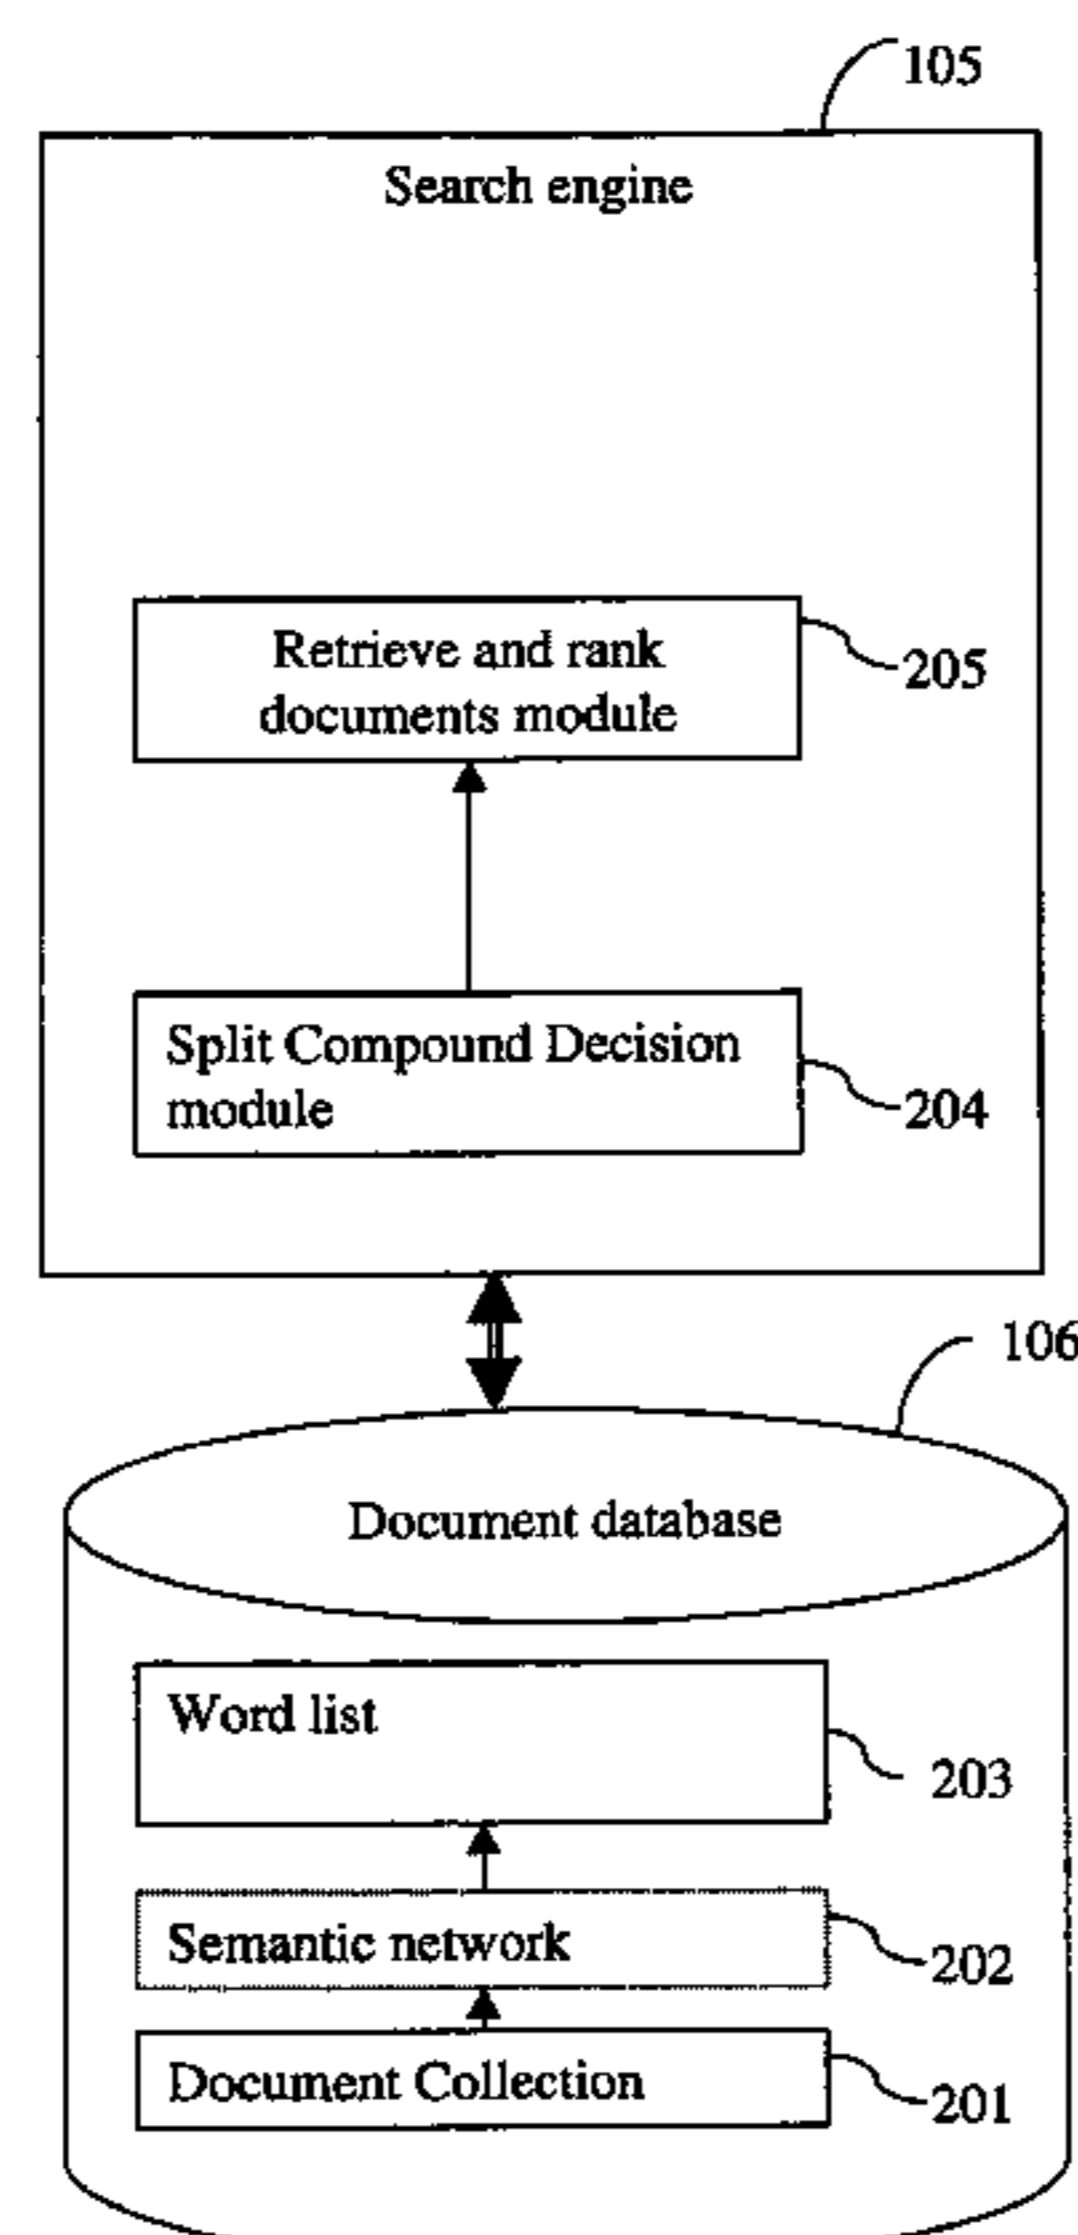 105
Search engine
Retrieve and rank
documents module
205
Split Compound Decision
module
204
106
Document database
Word list
203
Semantic network
202
Document Collection
201